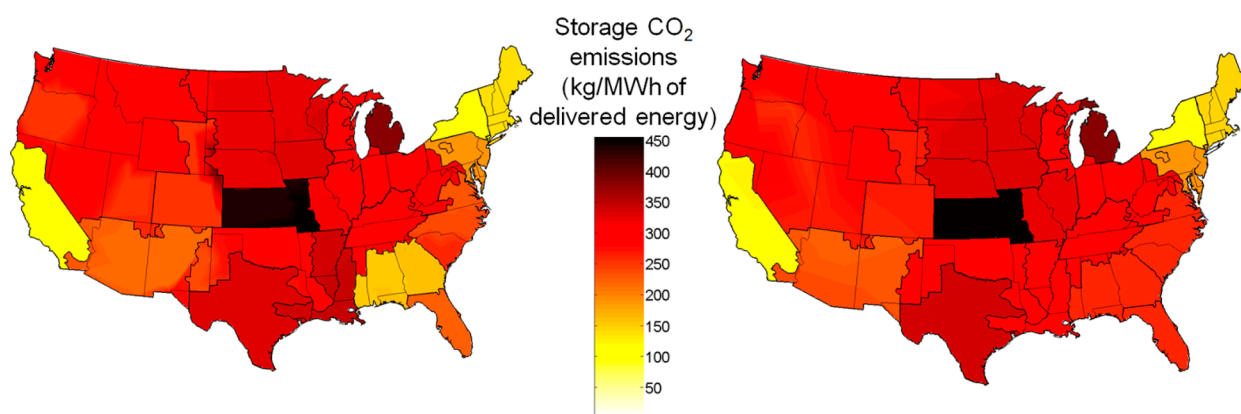 Storage CO₂
emissions
(kg/MWh of
delivered energy)
450
400
350
300
250
200
150
100
50